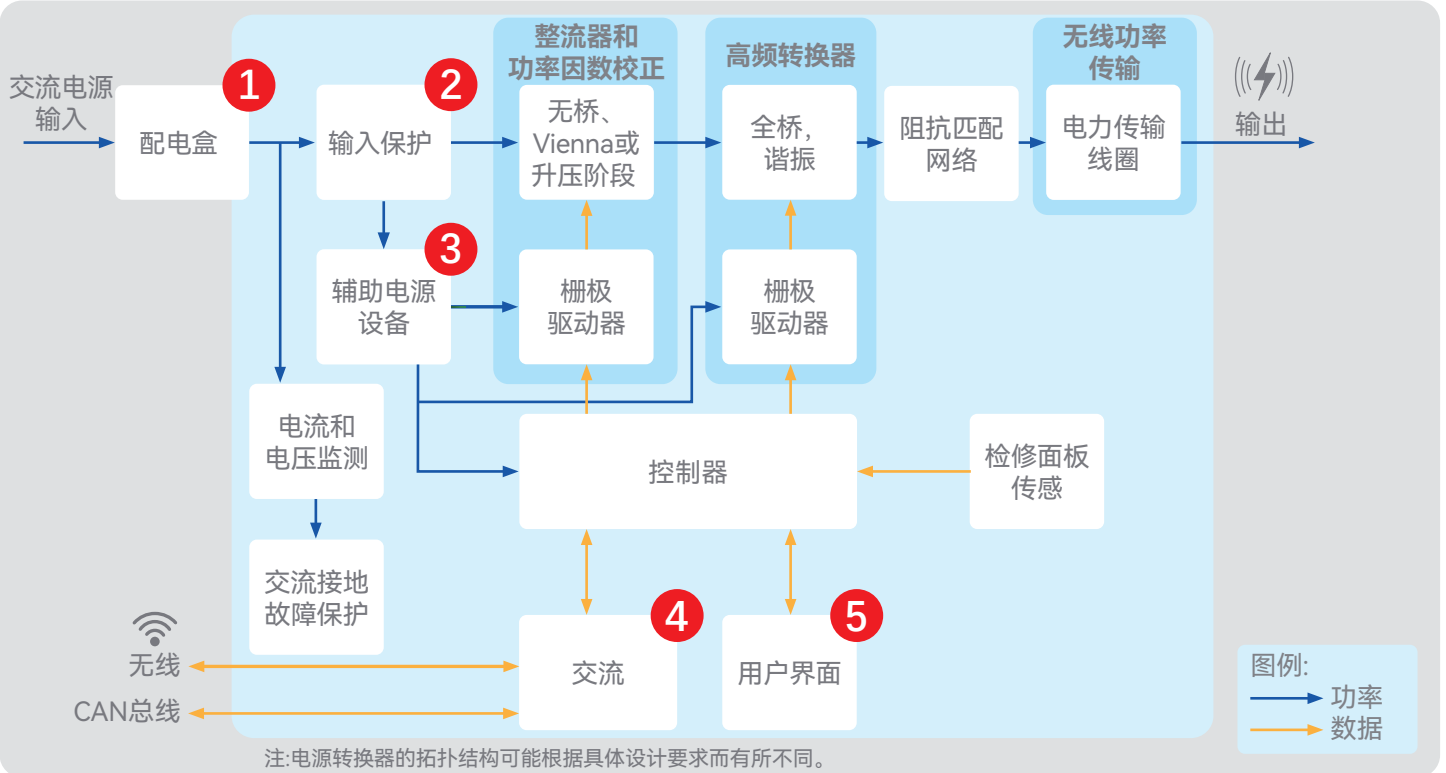 整流器和
功率因数校正
高频转换器
无线功率
传输
交流电源
输入
1
配电盒
2
输入保护
无桥、
Vienna或
升压阶段
全桥，
谐振
阻抗匹配
网络
电力传输
线圈
输出
3
辅助电源
设备
栅极
驱动器
栅极
驱动器
电流和
电压监测
控制器
检修面板
传感
交流接地
故障保护
4
交流
5
用户界面
无线
CAN总线
图例:
功率
数据
注:电源转换器的拓扑结构可能根据具体设计要求而有所不同。